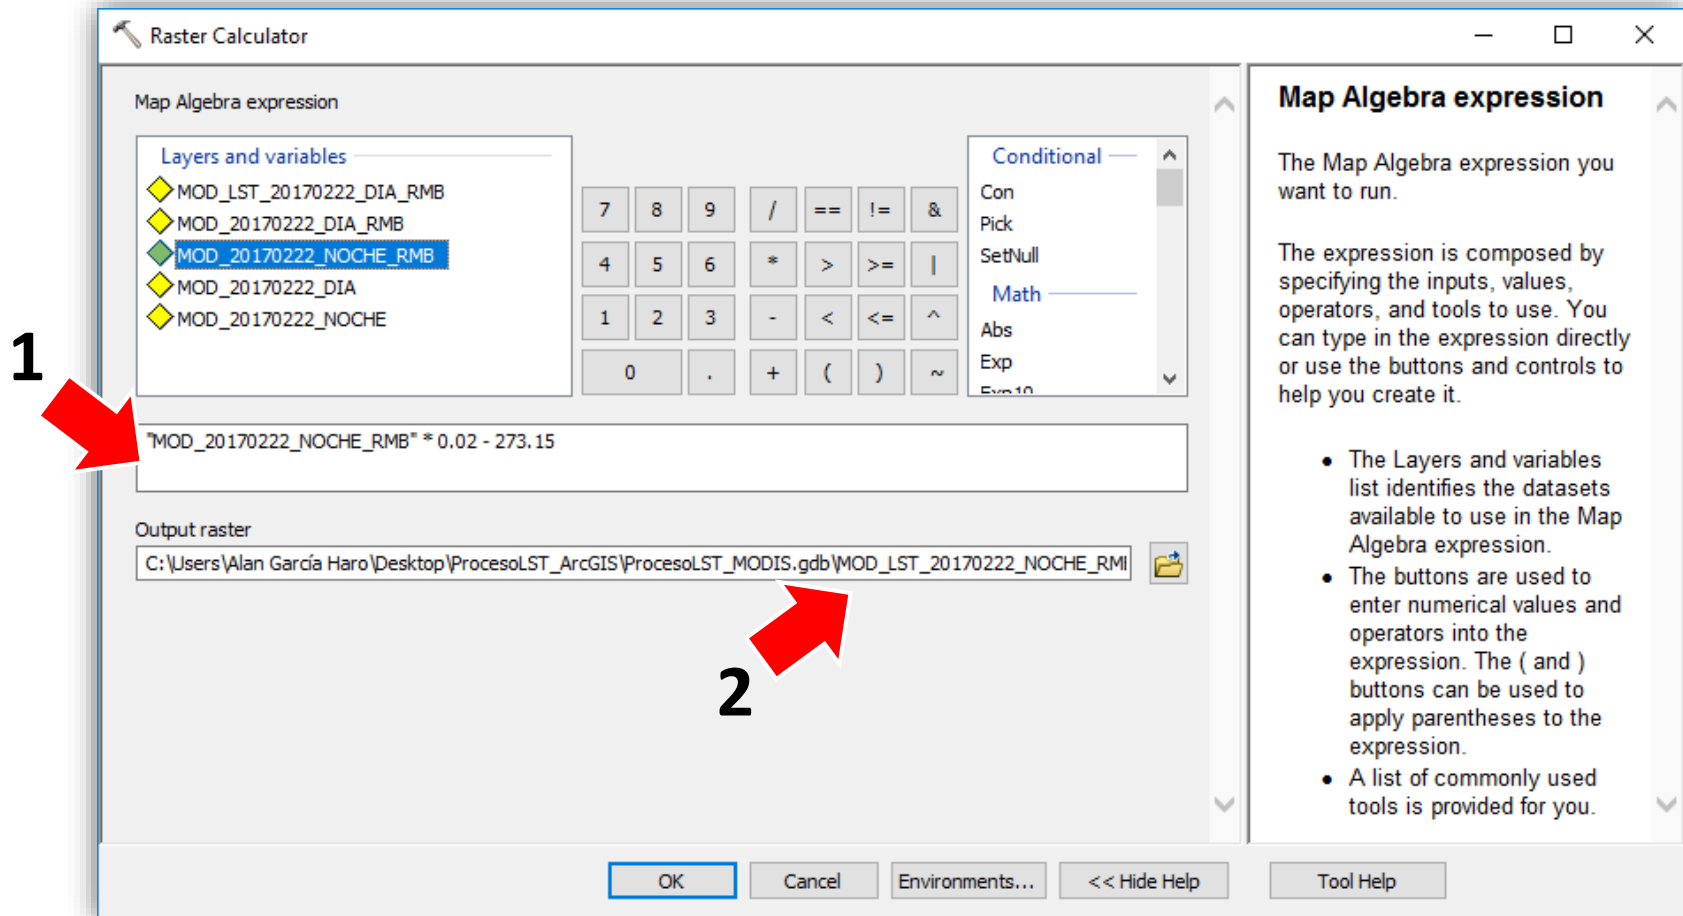 Raster Calculator
Map Algebra expression
Layers and variables
MOD_LST_20170222_DIA_RMB
MOD_20170222_DIA_RMB
MOD_20170222_NOCHE_RMB
MOD_20170222_DIA
MOD_20170222_NOCHE
7 8 9 / == != &
4 5 6 * > >= |
1 2 3 - < <= ^
0 . + ( ) ~
Conditional
Con
Pick
SetNull
Math
Abs
Exp
Exp10
1
"MOD_20170222_NOCHE_RMB" * 0.02 - 273.15
Output raster
C:\Users\Alan García Haro\Desktop\ProcesoLST_ArcGIS\ProcesoLST_MODIS.gdb\MOD_LST_20170222_NOCHE_RM
2
OK
Cancel
Environments...
<< Hide Help
Tool Help
Map Algebra expression
The Map Algebra expression you
want to run.
The expression is composed by
specifying the inputs, values,
operators, and tools to use. You
can type in the expression directly
or use the buttons and controls to
help you create it.
● The Layers and variables
list identifies the datasets
available to use in the Map
Algebra expression.
● The buttons are used to
enter numerical values and
operators into the
expression. The ( and )
buttons can be used to
apply parentheses to the
expression.
● A list of commonly used
tools is provided for you.